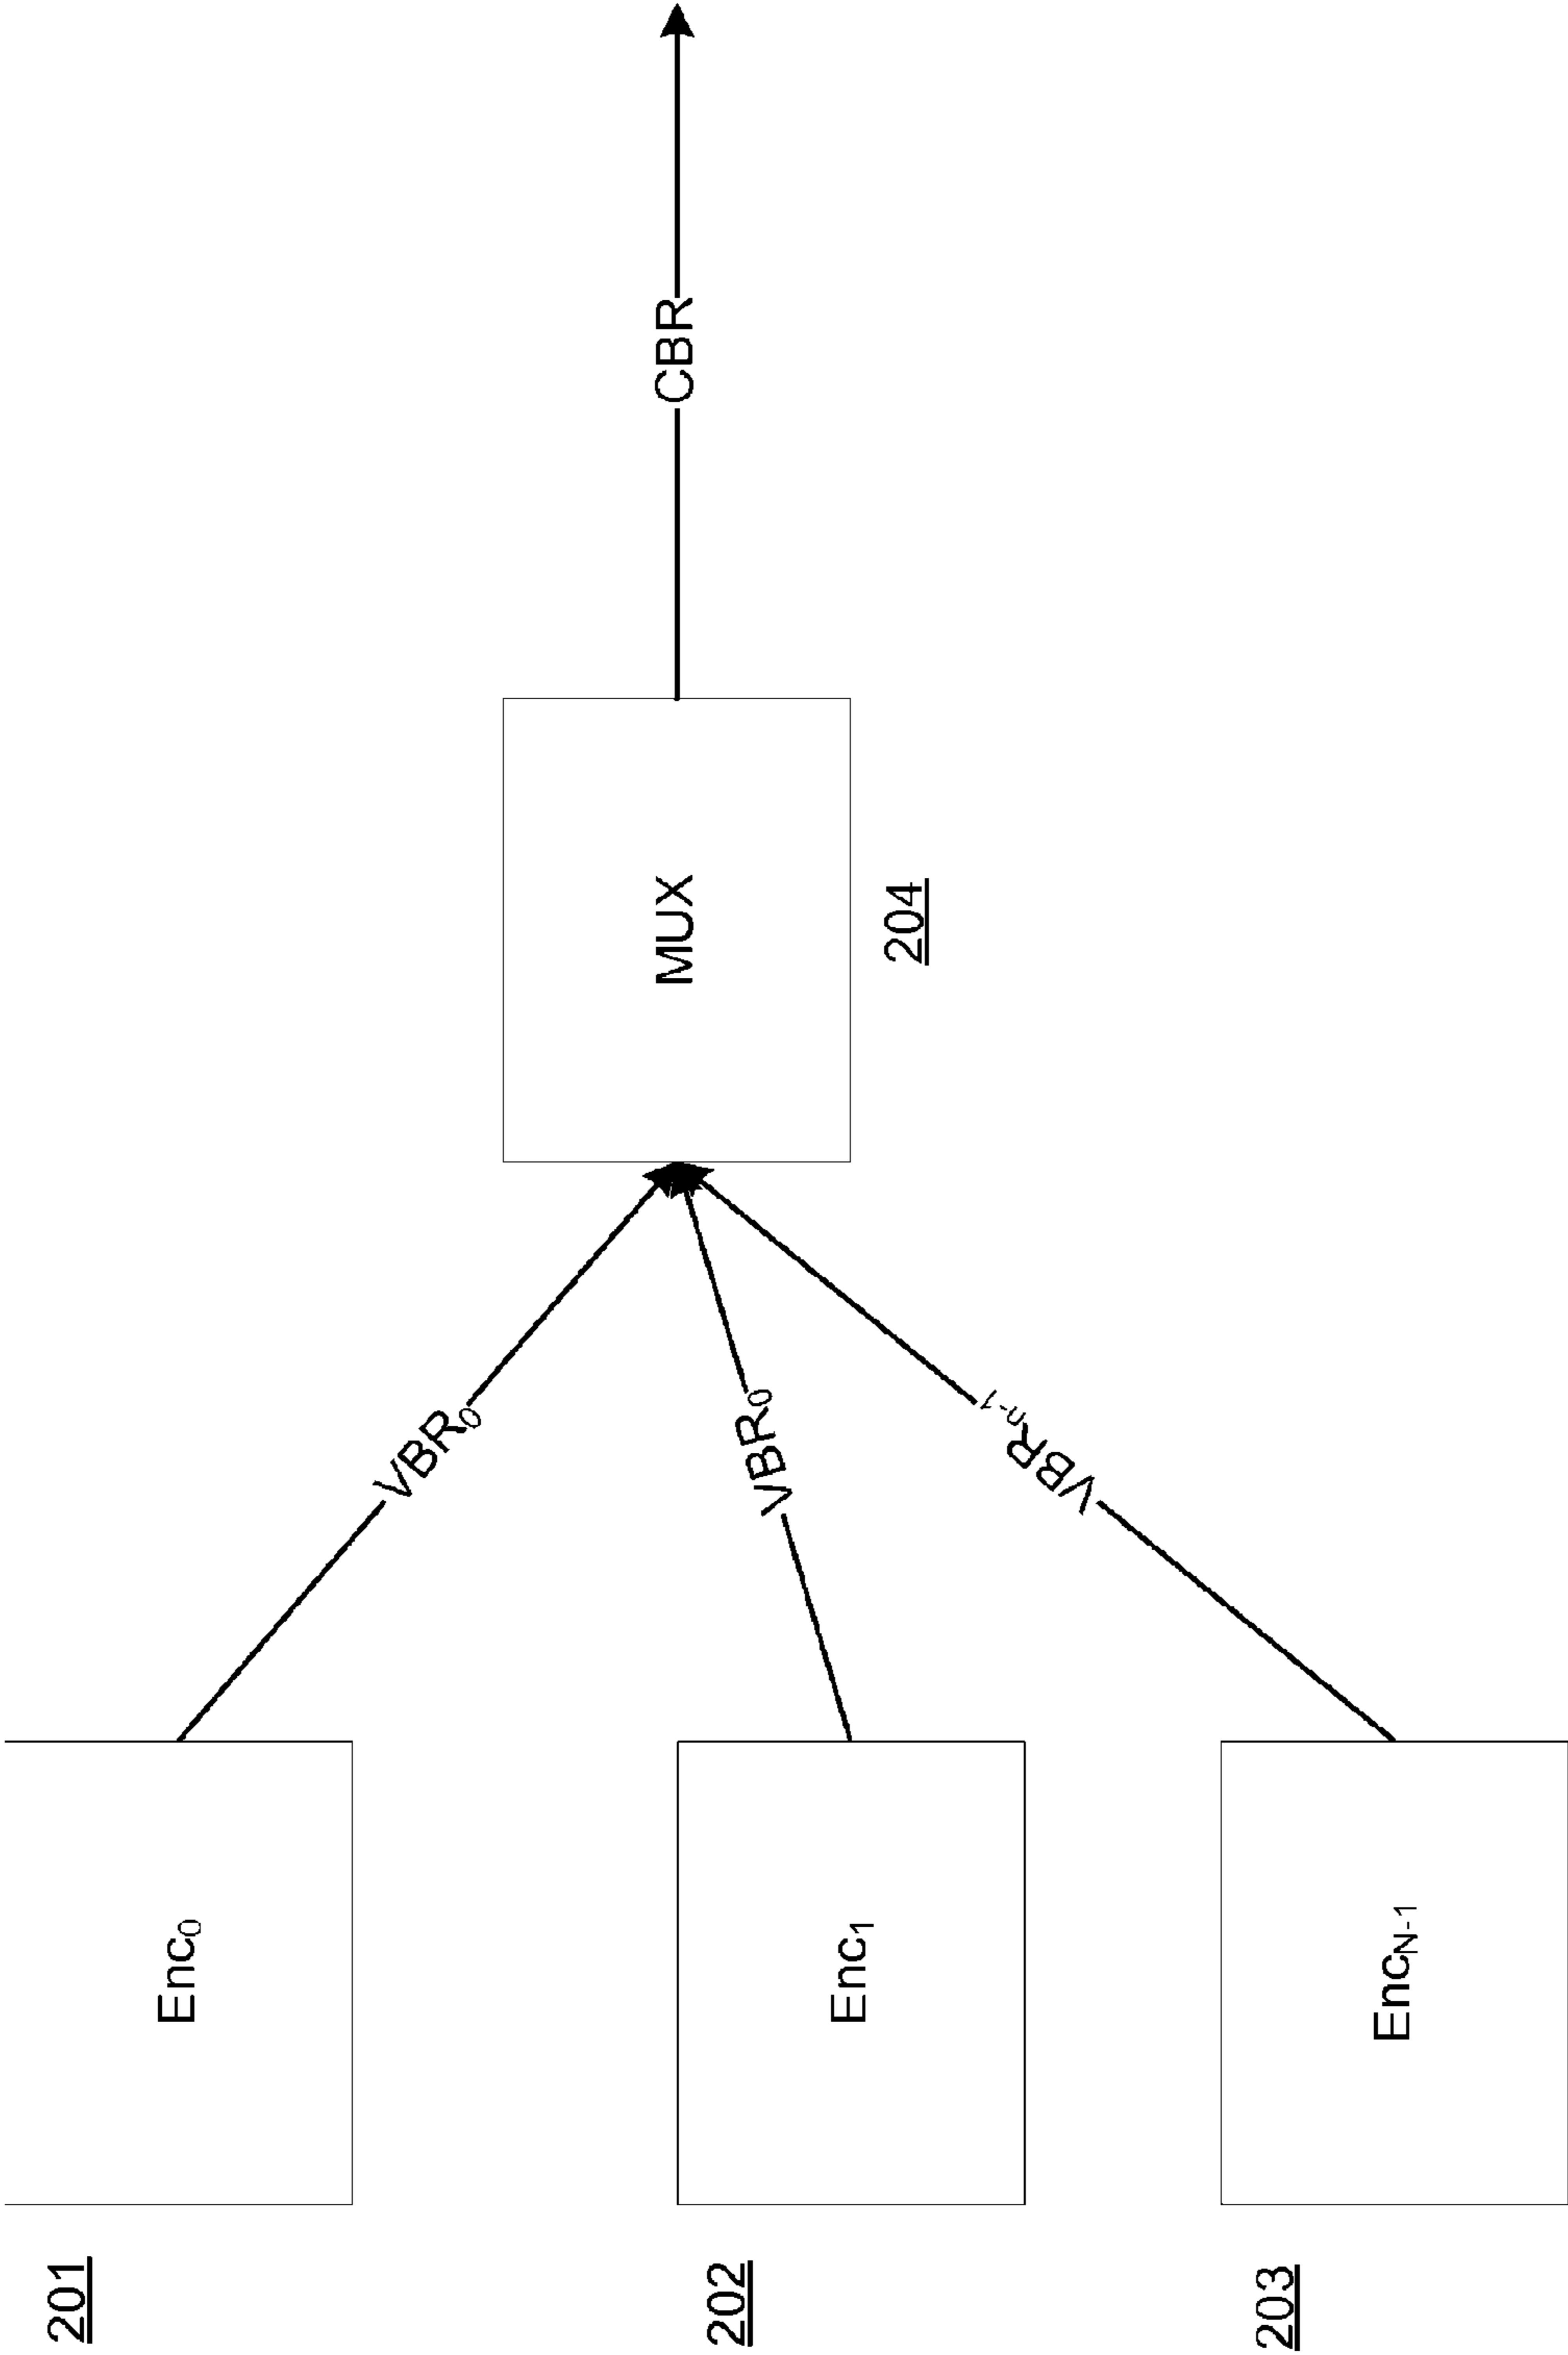 201
Enc0
VBR0
202
Enc1
VBR0
MUX
204
CBR
203
EncN-1
VBRn-1